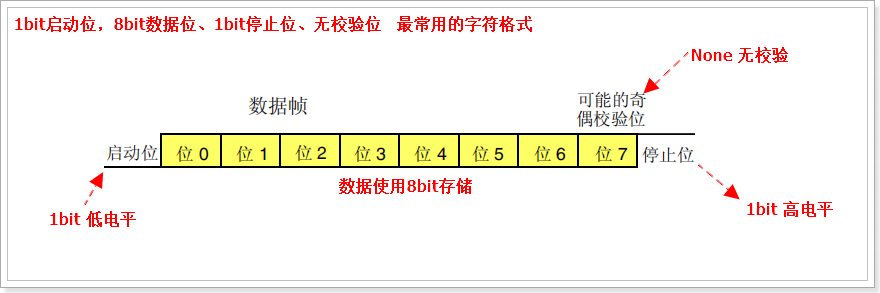 1bit启动位，8bit数据位、1bit停止位、无校验位 最常用的字符格式
None 无校验
数据帧
可能的奇
偶校验位
启动位 位 0 位 1 位 2 位 3 位 4 位 5 位 6 位 7 停止位
数据使用8bit存储
1bit 低电平
1bit 高电平